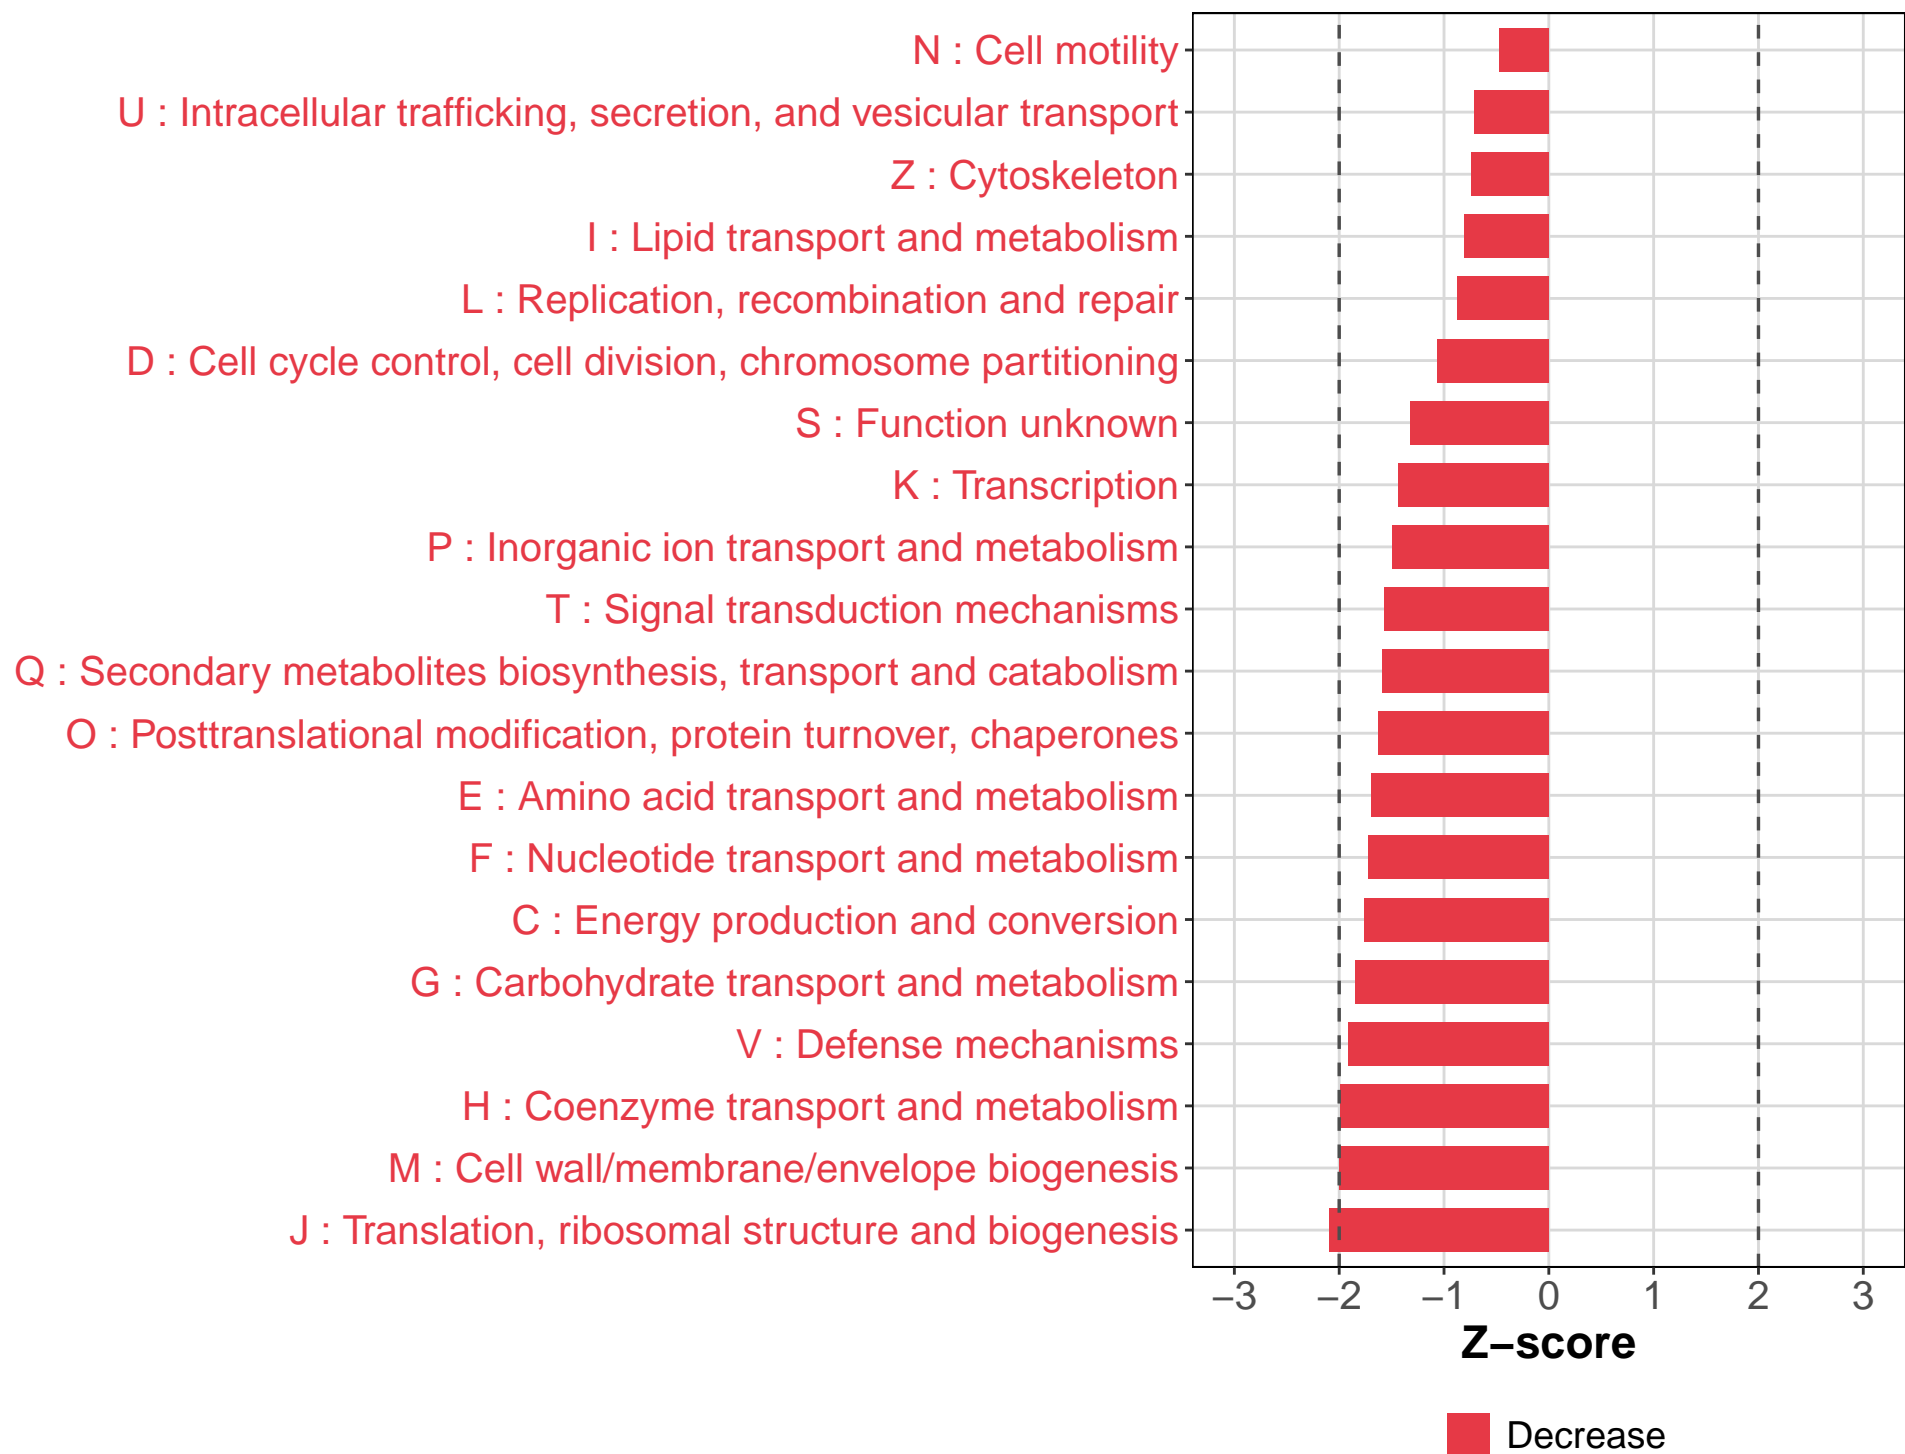 N : Cell motility
U : Intracellular trafficking, secretion, and vesicular transport
Z : Cytoskeleton
I : Lipid transport and metabolism
L : Replication, recombination and repair
D : Cell cycle control, cell division, chromosome partitioning
S : Function unknown
K : Transcription
P : Inorganic ion transport and metabolism
T : Signal transduction mechanisms
Q : Secondary metabolites biosynthesis, transport and catabolism
O : Posttranslational modification, protein turnover, chaperones
E : Amino acid transport and metabolism
F : Nucleotide transport and metabolism
C : Energy production and conversion
G : Carbohydrate transport and metabolism
V : Defense mechanisms
H : Coenzyme transport and metabolism
M : Cell wall/membrane/envelope biogenesis
J : Translation, ribosomal structure and biogenesis
−3 −2 −1 0 1 2 3
Z−score
Decrease